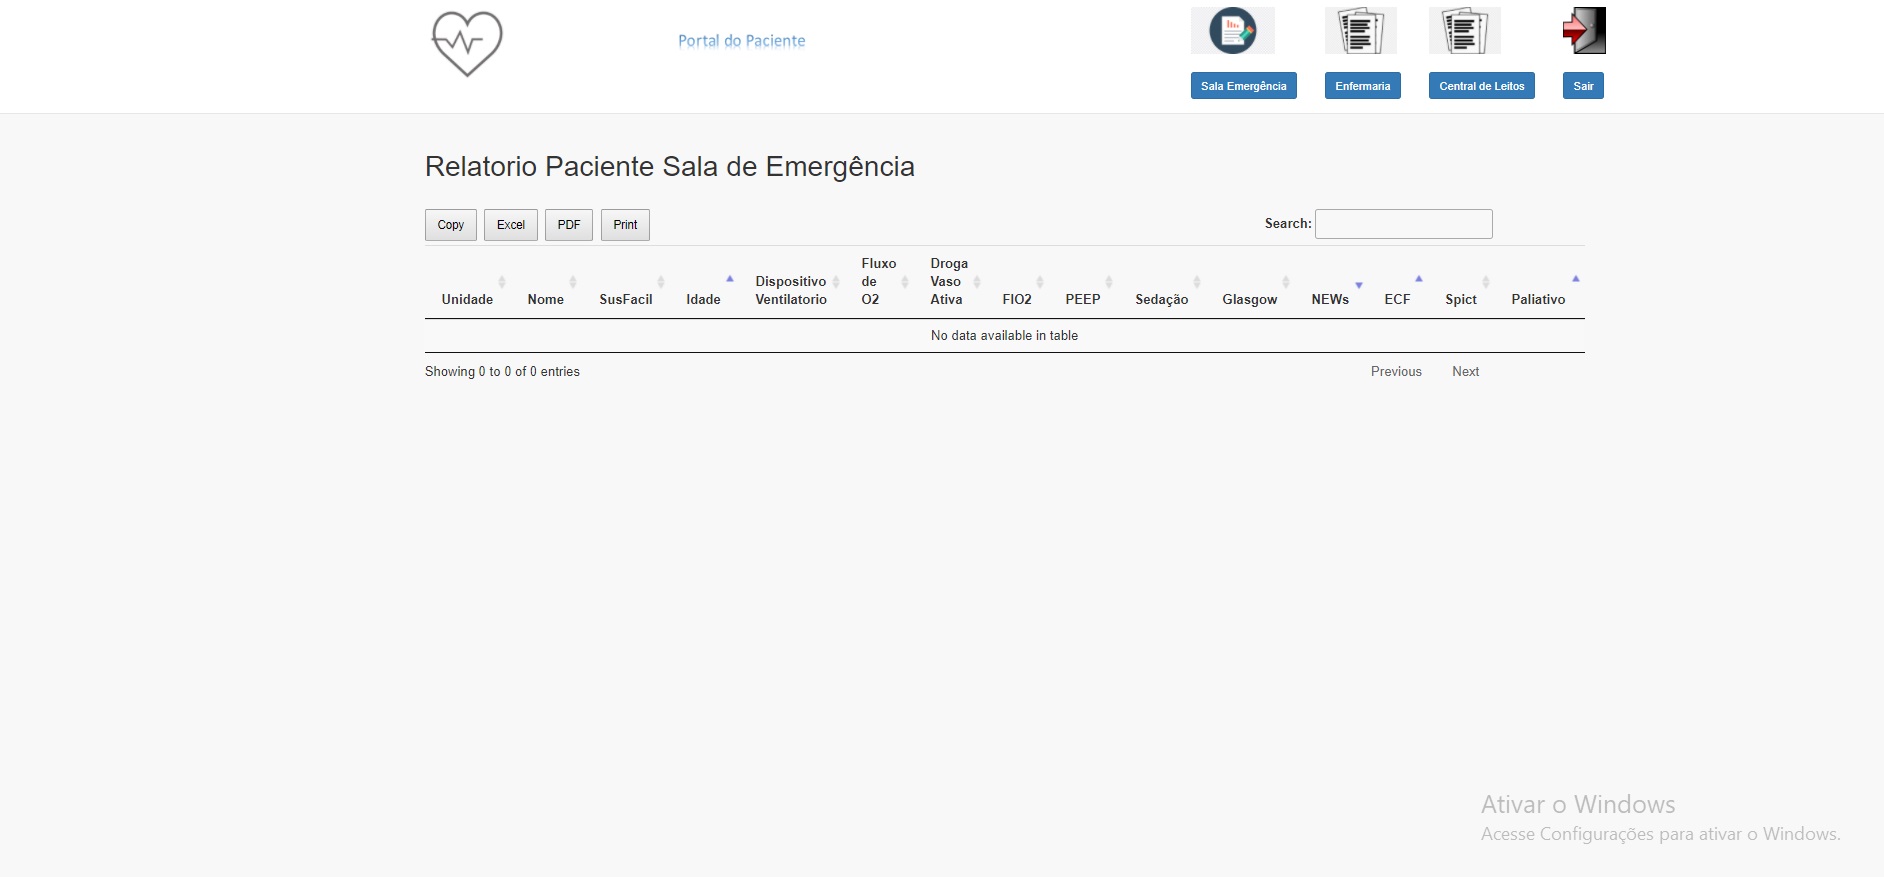 Portal do Paciente
Sala Emergência Enfermaria Central de Leitos Sair
Relatorio Paciente Sala de Emergência
Copy Excel PDF Print Search:
Unidade Nome SusFacil Idade Dispositivo Ventilatorio Fluxo de O2 Droga Vaso Ativa FIO2 PEEP Sedação Glasgow NEWs ECF Spict Paliativo
No data available in table
Showing 0 to 0 of 0 entries Previous Next
Ativar o Windows
Acesse Configurações para ativar o Windows.